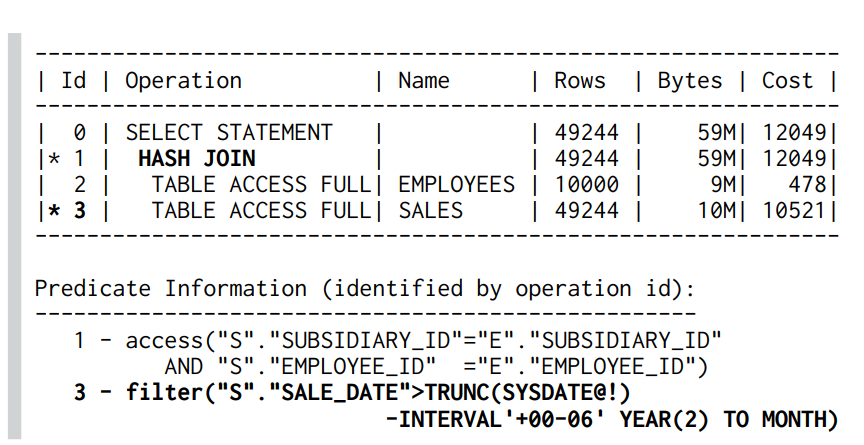 --------------------------------------------------------------
| Id | Operation          | Name      | Rows  | Bytes| Cost |
--------------------------------------------------------------
|  0 | SELECT STATEMENT   |           | 49244 |   59M| 12049|
|* 1 |  HASH JOIN         |           | 49244 |   59M| 12049|
|  2 |   TABLE ACCESS FULL| EMPLOYEES | 10000 |    9M|   478|
|* 3 |   TABLE ACCESS FULL| SALES     | 49244 |   10M| 10521|
--------------------------------------------------------------
Predicate Information (identified by operation id):
---------------------------------------------------
   1 - access("S"."SUBSIDIARY_ID"="E"."SUBSIDIARY_ID"
          AND "S"."EMPLOYEE_ID"  ="E"."EMPLOYEE_ID")
   3 - filter("S"."SALE_DATE">TRUNC(SYSDATE@!)
                           -INTERVAL'+00-06' YEAR(2) TO MONTH)